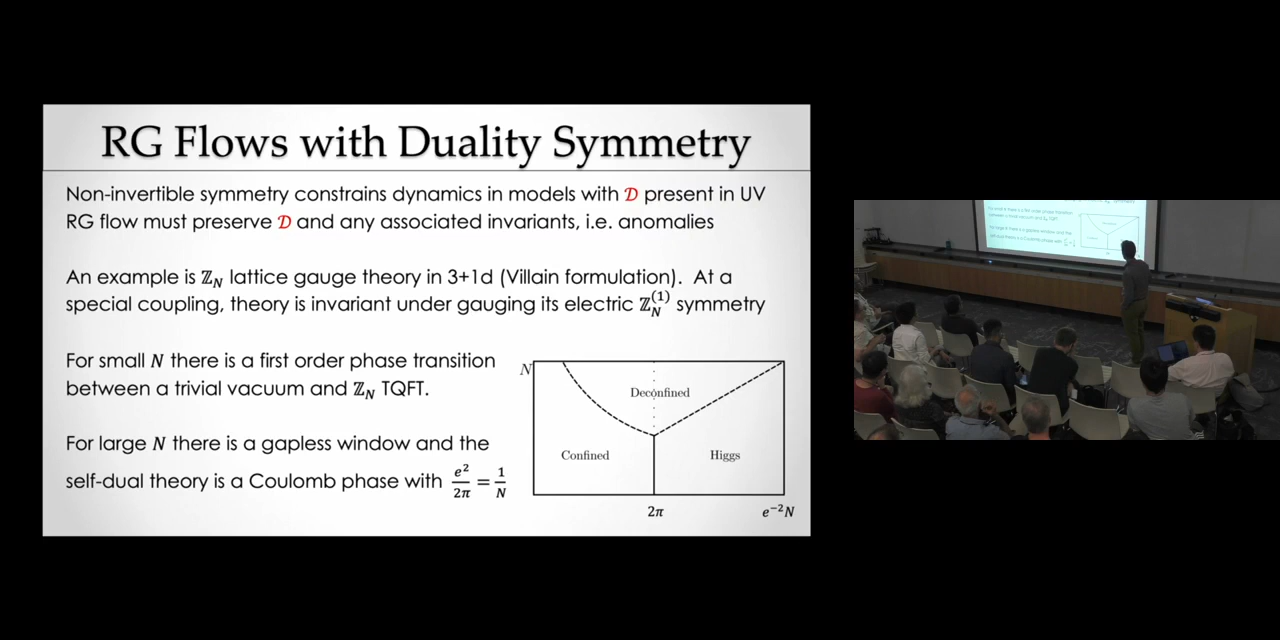 RG Flows with Duality Symmetry
Non-invertible symmetry constrains dynamics in models with 𝒟 present in UV
RG flow must preserve 𝒟 and any associated invariants, i.e. anomalies
An example is ℤ_N lattice gauge theory in 3+1d (Villain formulation). At a
special coupling, theory is invariant under gauging its electric ℤ_N^(1) symmetry
For small N there is a first order phase transition
between a trivial vacuum and ℤ_N TQFT.
For large N there is a gapless window and the
self-dual theory is a Coulomb phase with e²/2π = 1/N
N
Deconfined
Confined
Higgs
2π
e⁻²N